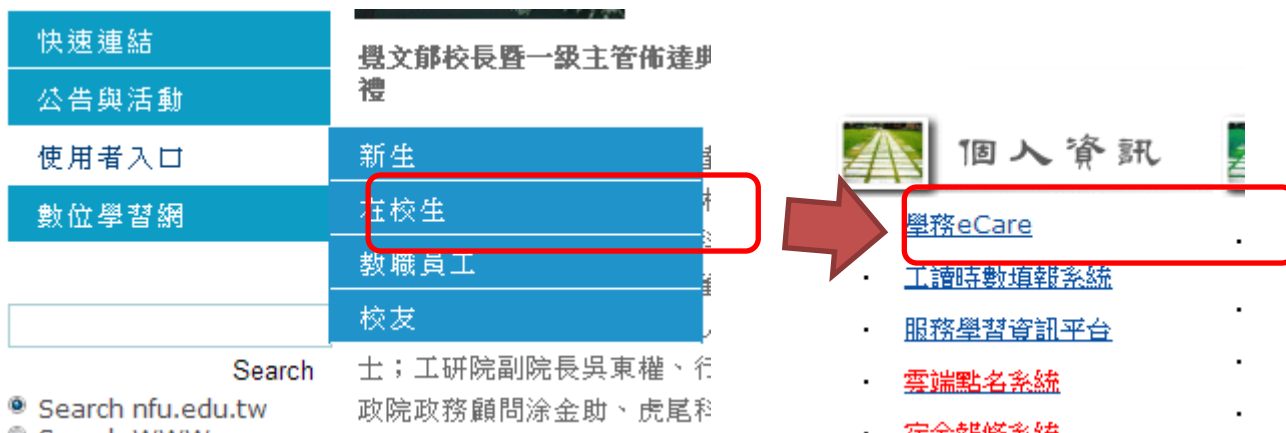 快速連結
公告與活動
使用者入口
數位學習網
Search
Search nfu.edu.tw
覺文郁校長暨一級主管佈達典
禮
新生
在校生
教職員工
校友
士；工研院副院長吳東權、行
政院政務顧問涂金助、虎尾科
個人資訊
學務eCare
工讀時數填報系統
服務學習資訊平台
雲端點名系統